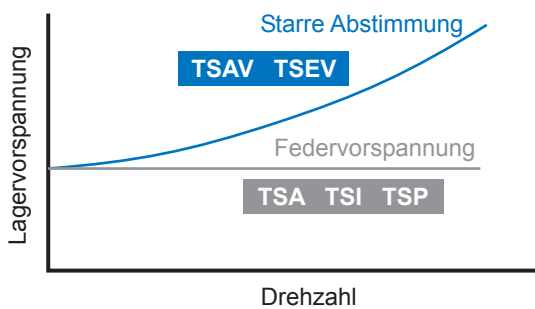 Starre Abstimmung
TSAV TSEV
Federvorspannung
TSA TSI TSP
Lagervorspannung
Drehzahl